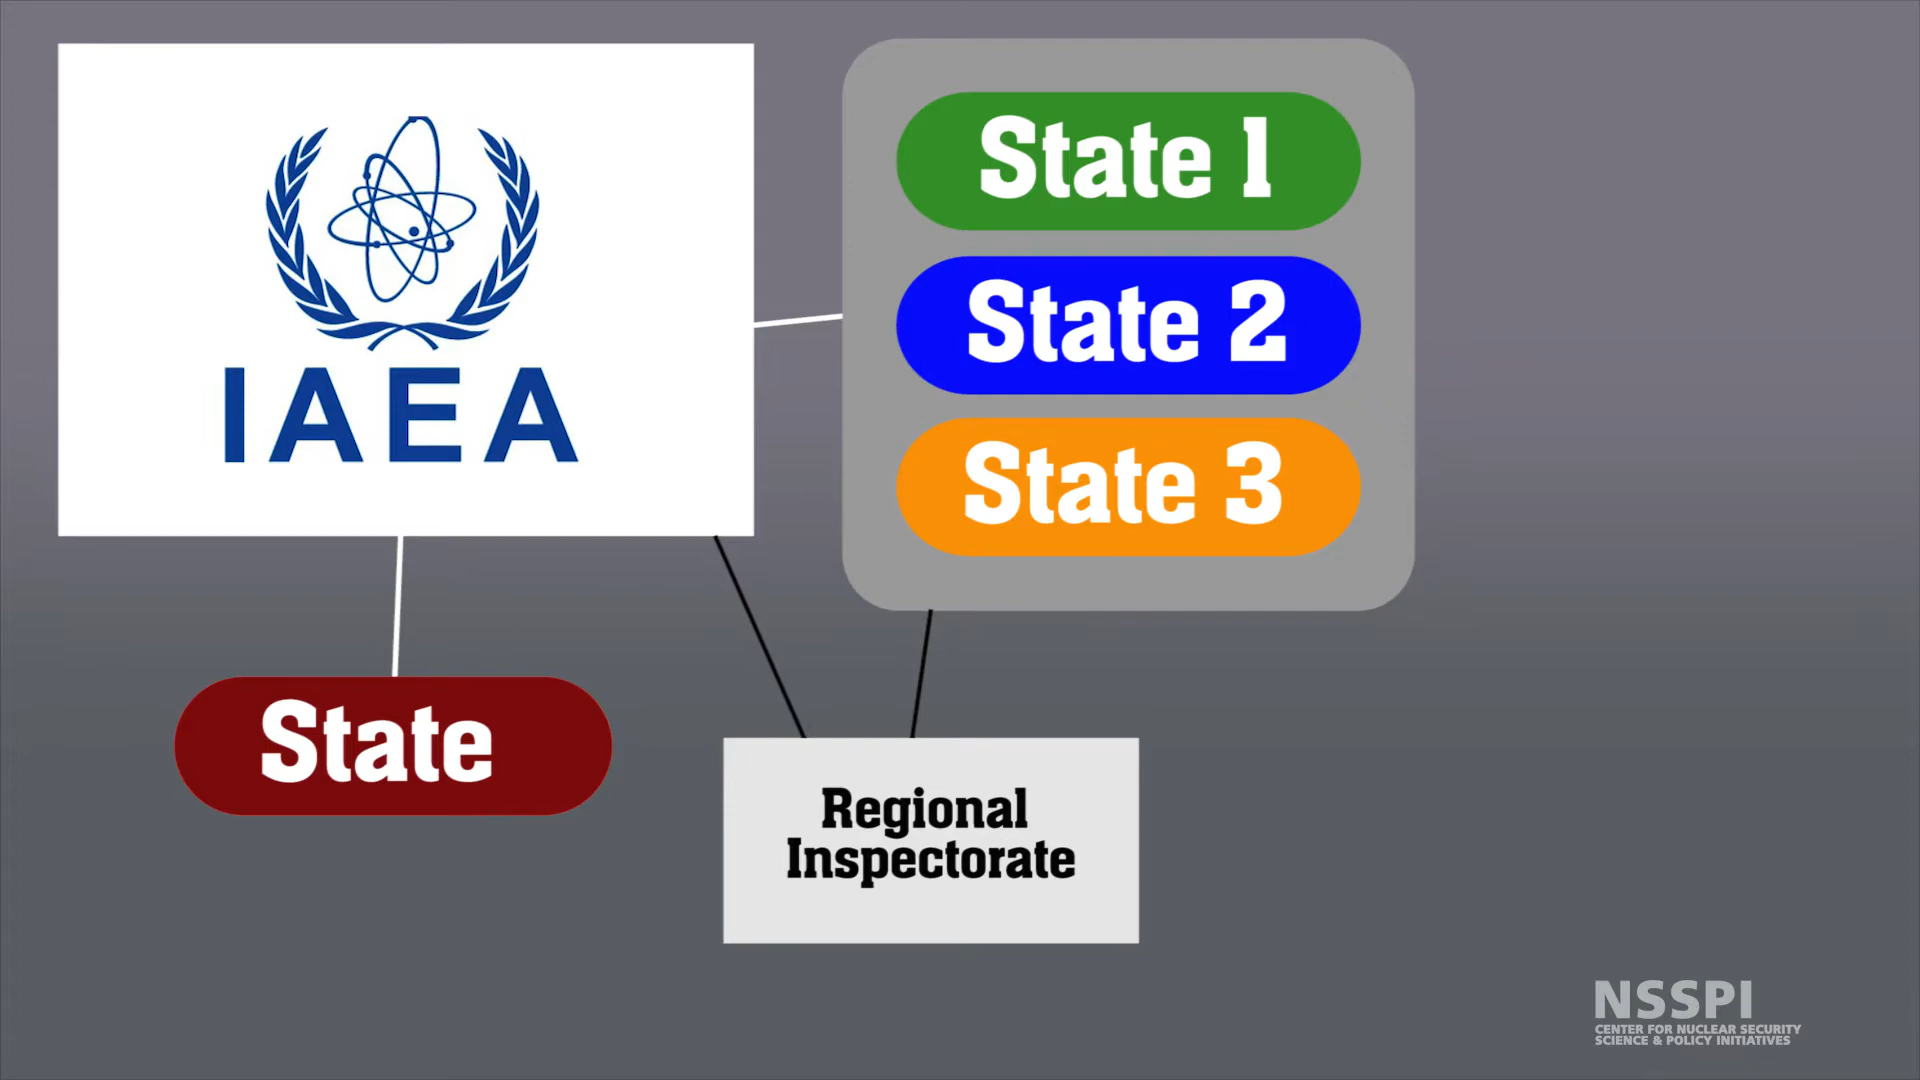 IAEA
State 1
State 2
State 3
State
Regional
Inspectorate
NSSPI
CENTER FOR NUCLEAR SECURITY
SCIENCE & POLICY INITIATIVES